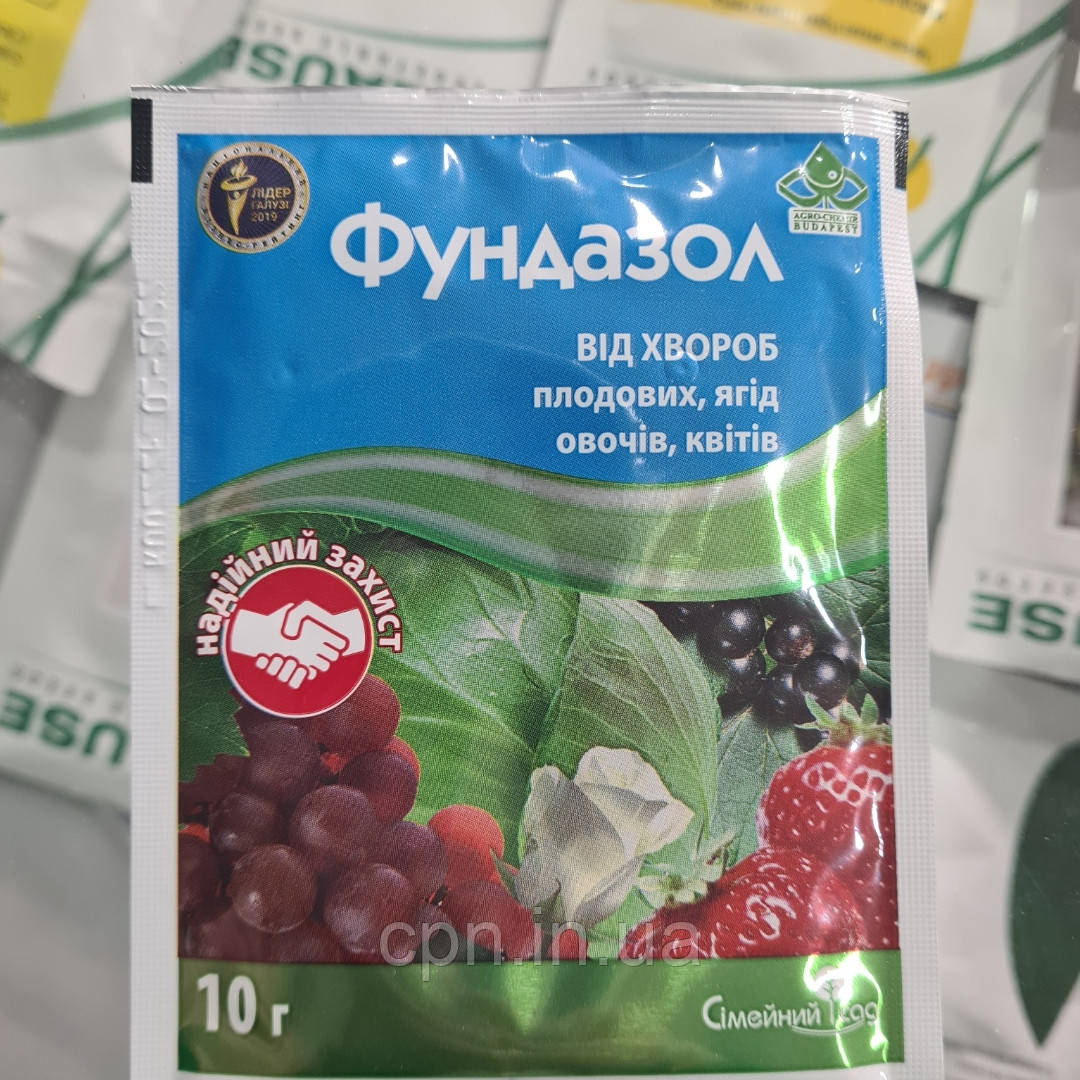 НАЦІОНАЛЬНИЙ
ЛІДЕР
ГАЛУЗІ
2019
AGRO-CHEMIE
BUDAPEST
Фундазол
ВІД ХВОРОБ
плодових, ягід
овочів, квітів
надійний захист
cpn.in.ua
10 г
Сімейний Сад